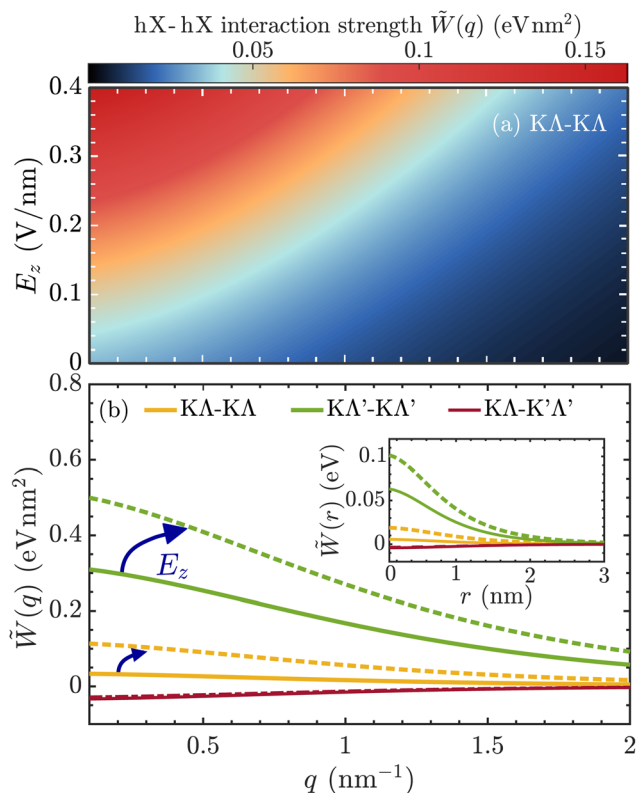 hX-hX interaction strength W̃(q) (eVnm²)
0.05 0.1 0.15
0.4
(a) KΛ-KΛ
0.3
E_z (V/nm)
0.2
0.1
0
0.8
(b) KΛ-KΛ KΛ'-KΛ' KΛ-K'Λ'
0.6
0.4
0.2
0
W̃(q) (eVnm²)
E_z
0.1
0.05
0
W̃(r) (eV)
0 1 2 3
r (nm)
0.5 1 1.5 2
q (nm⁻¹)